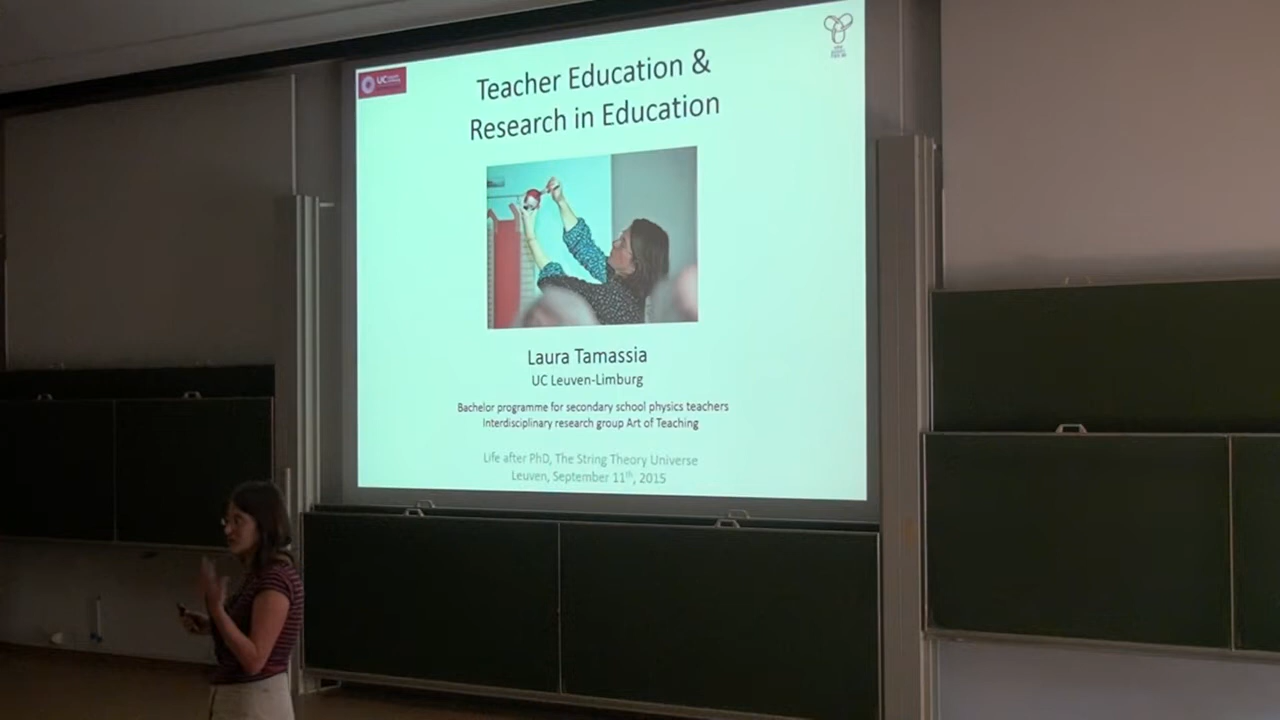 UC
Teacher Education &
Research in Education
Laura Tamassia
UC Leuven-Limburg
Bachelor programme for secondary school physics teachers
Interdisciplinary research group Art of Teaching
Life after PhD, The String Theory Universe
Leuven, September 11th, 2015